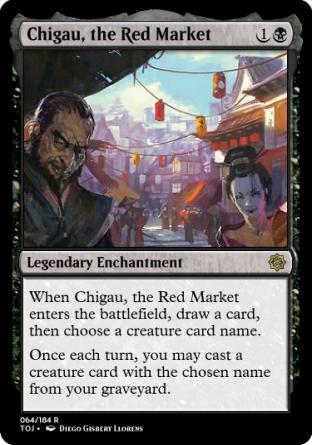 Chigau, the Red Market 1
Legendary Enchantment
When Chigau, the Red Market
enters the battlefield, draw a card,
then choose a creature card name.
Once each turn, you may cast a
creature card with the chosen name
from your graveyard.
064/184 R
TOJ • Diego Gisbert Llorens